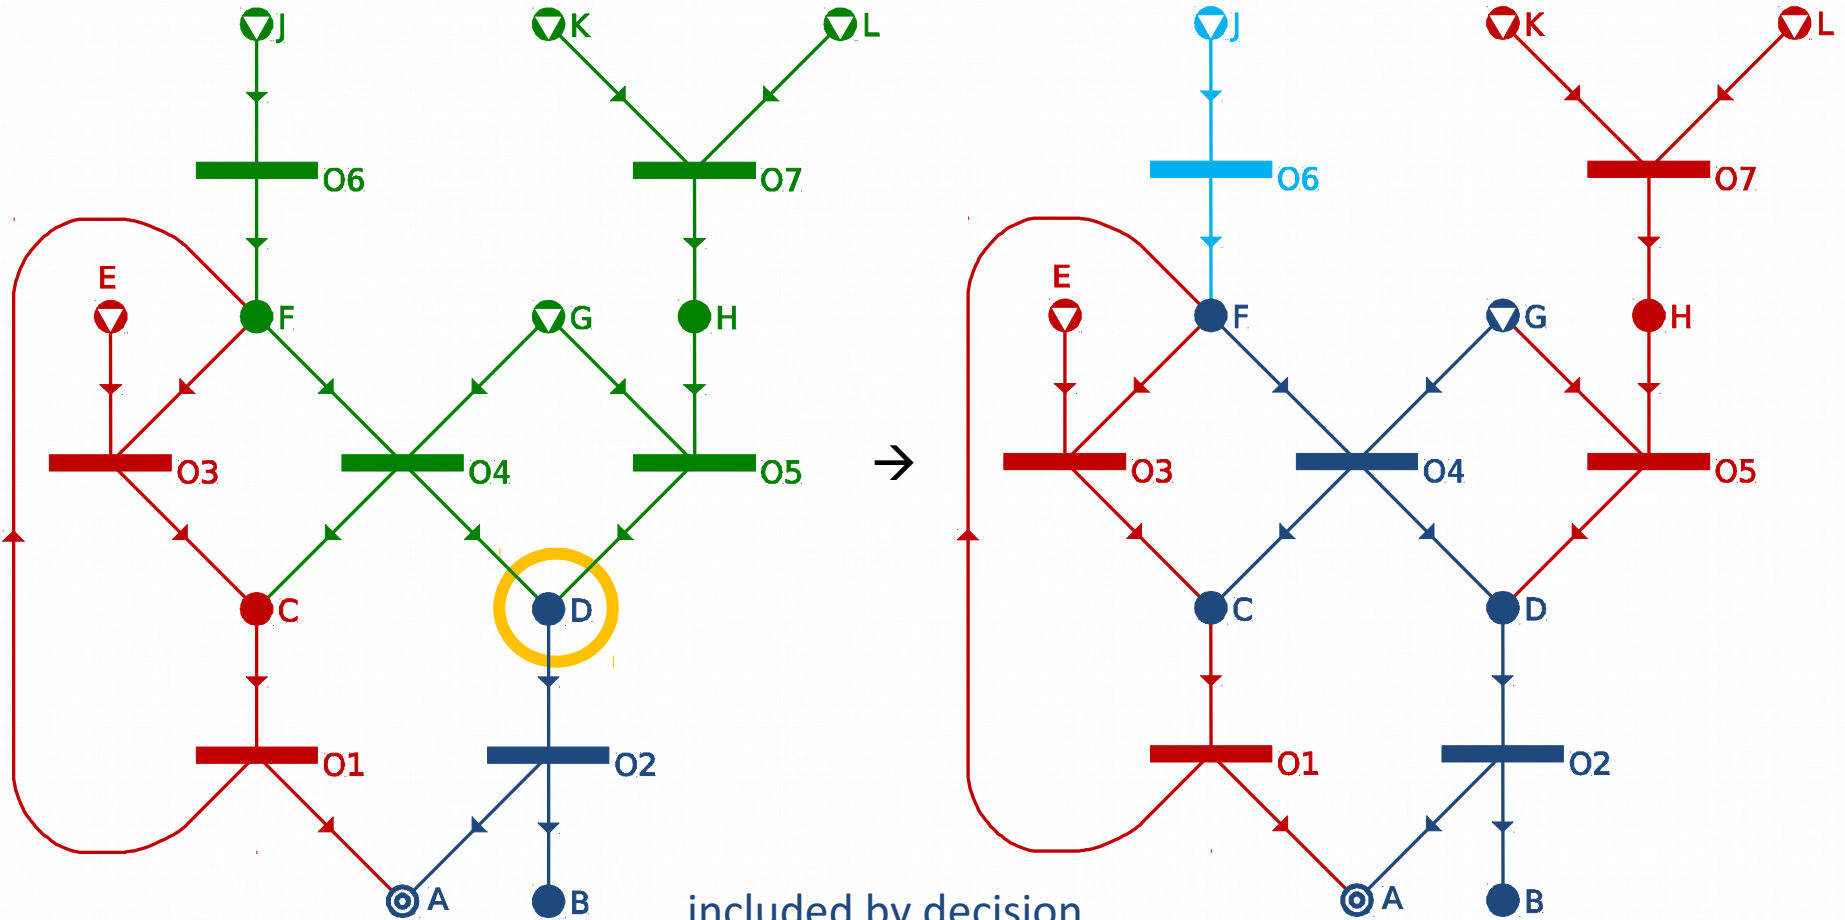 J K L J K L
O6 O7 O6 O7
E F G H E F G H
O3 O4 O5 → O3 O4 O5
C D C D
O1 O2 O1 O2
A B A B
included by decision